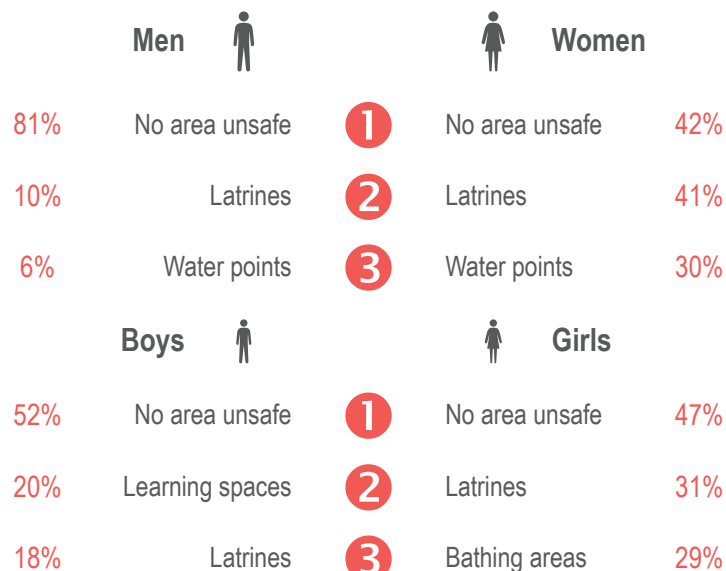 Men Women
81% No area unsafe 1 No area unsafe 42%
10% Latrines 2 Latrines 41%
6% Water points 3 Water points 30%
Boys Girls
52% No area unsafe 1 No area unsafe 47%
20% Learning spaces 2 Latrines 31%
18% Latrines 3 Bathing areas 29%